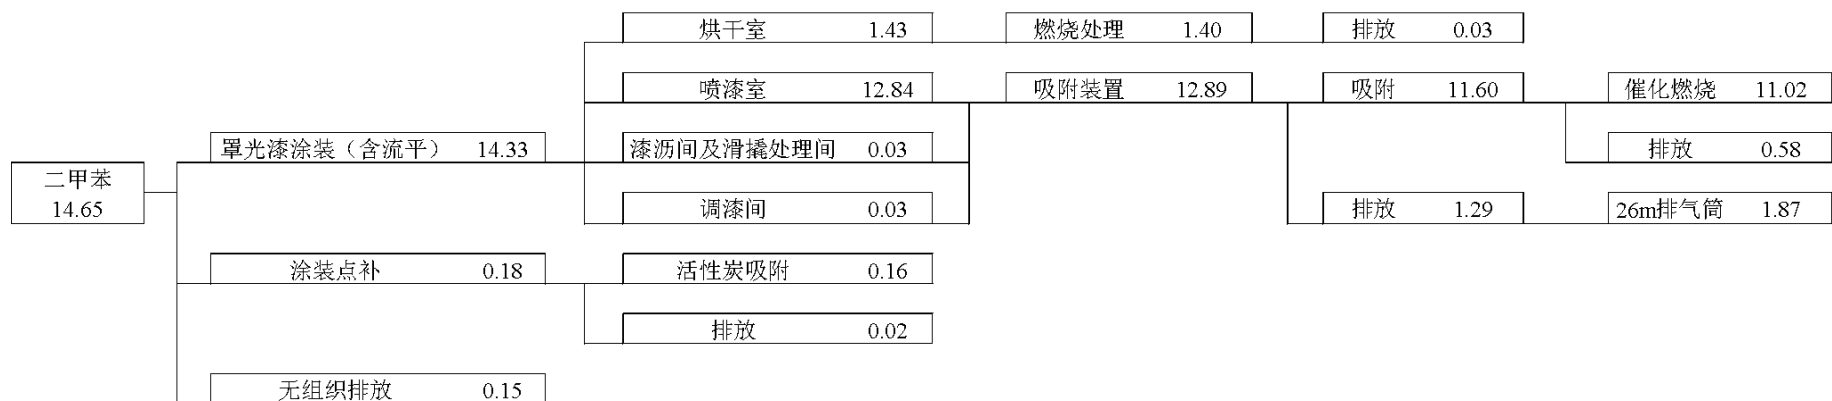 烘干室 1.43 燃烧处理 1.40 排放 0.03
喷漆室 12.84 吸附装置 12.89 吸附 11.60 催化燃烧 11.02
罩光漆涂装（含流平） 14.33 漆沥间及滑撬处理间 0.03 排放 0.58
二甲苯
14.65
调漆间 0.03 排放 1.29 26m排气筒 1.87
涂装点补 0.18 活性炭吸附 0.16
排放 0.02
无组织排放 0.15